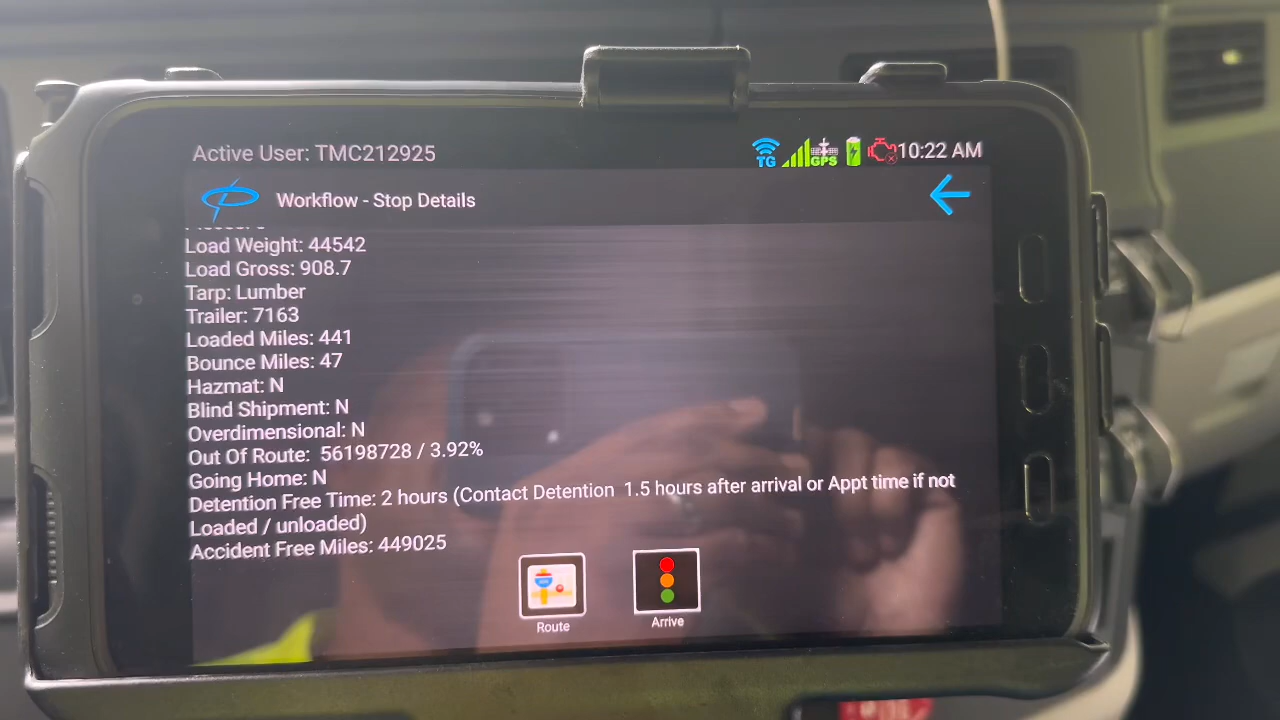 Active User: TMC212925
TG
GPS
10:22 AM
Workflow - Stop Details
Load Weight: 44542
Load Gross: 908.7
Tarp: Lumber
Trailer: 7163
Loaded Miles: 441
Bounce Miles: 47
Hazmat: N
Blind Shipment: N
Overdimensional: N
Out Of Route:  56198728 / 3.92%
Going Home: N
Detention Free Time: 2 hours (Contact Detention  1.5 hours after arrival or Appt time if not
Loaded / unloaded)
Accident Free Miles: 449025
Route
Arrive